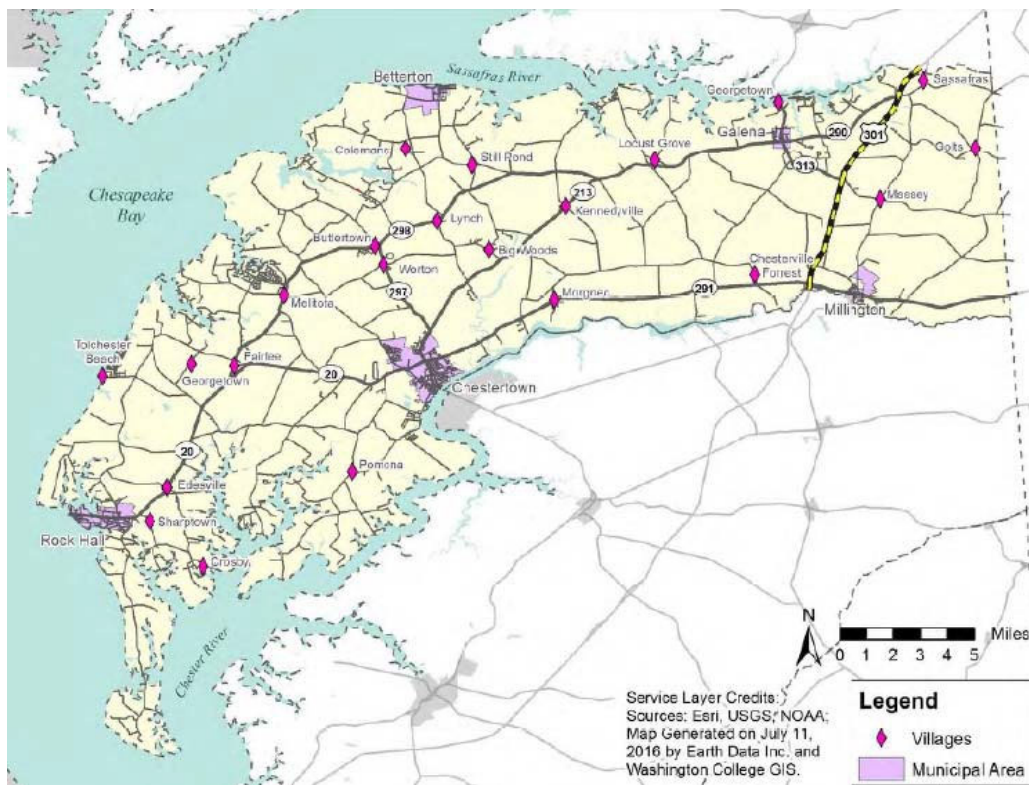 Sassafras River
Betterton
Georgetown
Sassafras
Galena
290
301
Colemans
Still Pond
Locust Grove
Golts
313
Chesapeake
Bay
213
Massey
Kennedyville
Lynch
298
Butlertown
Big Woods
Worton
Chesterville
Forrest
297
291
Melitota
Morgnec
Millington
Tolchester
Beach
Fairlee
Georgetown
20
Chestertown
20
Pomona
Edesville
Sharptown
Rock Hall
Crosby
N
Miles
0 1 2 3 4 5
Chester River
Service Layer Credits:
Sources: Esri, USGS, NOAA;
Map Generated on July 11,
2016 by Earth Data Inc. and
Washington College GIS.
Legend
Villages
Municipal Area